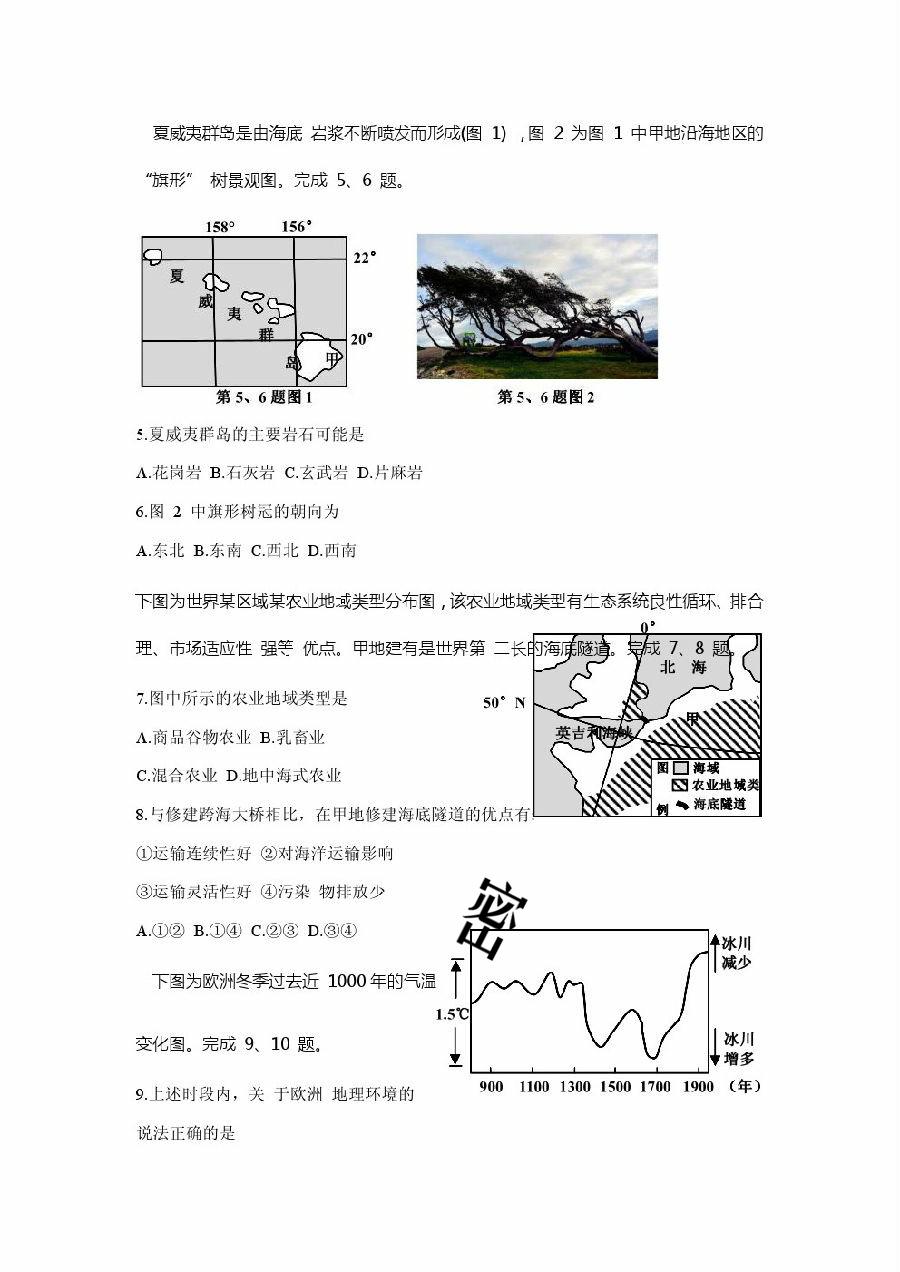 夏威夷群岛是由海底 岩浆不断喷发而形成(图 1) ,图 2 为图 1 中甲地沿海地区的
“旗形” 树景观图。完成 5、6 题。
158° 156°
22°
夏
威
夷
群
20°
岛 甲
第 5、6 题图 1
第 5、6 题图 2
5.夏威夷群岛的主要岩石可能是
A.花岗岩 B.石灰岩 C.玄武岩 D.片麻岩
6.图 2 中旗形树冠的朝向为
A.东北 B.东南 C.西北 D.西南
下图为世界某区域某农业地域类型分布图,该农业地域类型有生态系统良性循环、排合
理、市场适应性 强等 优点。甲地建有是世界第 二长的海底隧道。完成 7、8 题。
0°
北 海
50° N
甲
英吉利海峡
图 海域
农业地域类
例 海底隧道
7.图中所示的农业地域类型是
A.商品谷物农业 B.乳畜业
C.混合农业 D.地中海式农业
8.与修建跨海大桥相比，在甲地修建海底隧道的优点有
①运输连续性好 ②对海洋运输影响
③运输灵活性好 ④污染 物排放少
A.①② B.①④ C.②③ D.③④
密
下图为欧洲冬季过去近 1000 年的气温
变化图。完成 9、10 题。
冰川
减少
1.5℃
冰川
增多
900 1100 1300 1500 1700 1900 (年)
9.上述时段内，关 于欧洲 地理环境的
说法正确的是